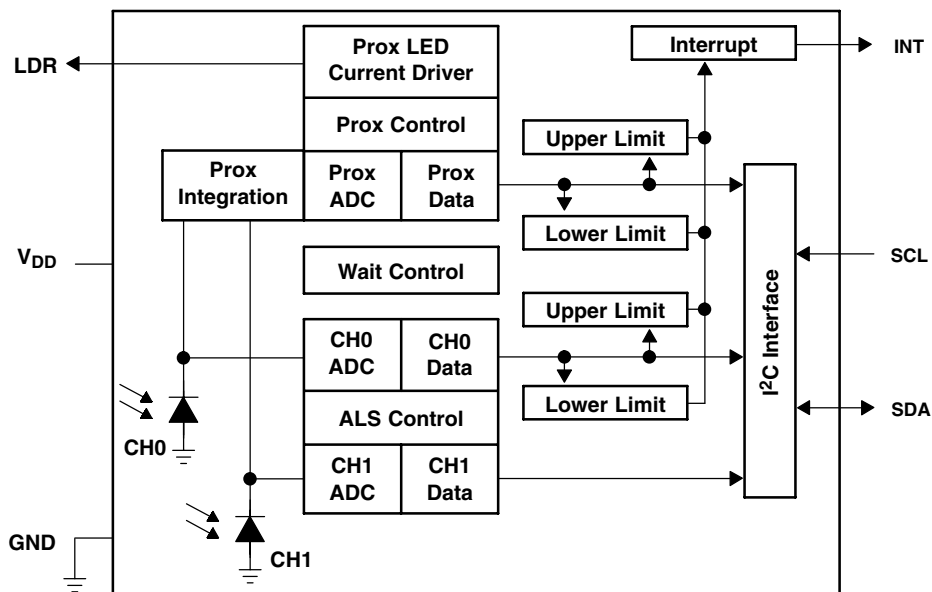 Prox LED
Current Driver
Interrupt
INT
LDR
Prox Control
Upper Limit
Prox
Integration
Prox
ADC
Prox
Data
Lower Limit
VDD
Wait Control
SCL
Upper Limit
I²C Interface
CH0
ADC
CH0
Data
Lower Limit
SDA
ALS Control
CH0
CH1
ADC
CH1
Data
GND
CH1